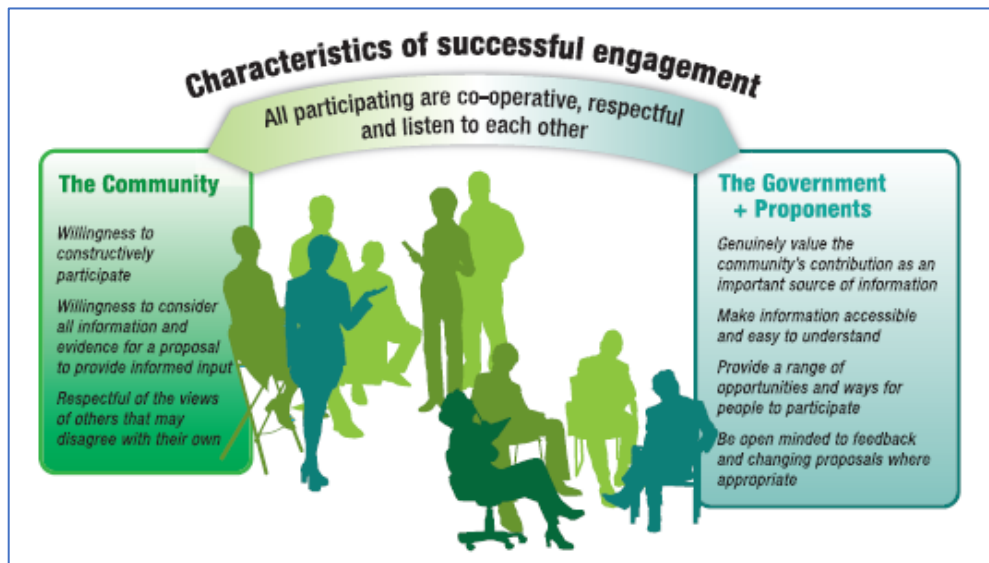 Characteristics of successful engagement
All participating are co–operative, respectful
and listen to each other
The Community
Willingness to
constructively
participate
Willingness to consider
all information and
evidence for a proposal
to provide informed input
Respectful of the views
of others that may
disagree with their own
The Government
+ Proponents
Genuinely value the
community's contribution as an
important source of information
Make information accessible
and easy to understand
Provide a range of
opportunities and ways for
people to participate
Be open minded to feedback
and changing proposals where
appropriate